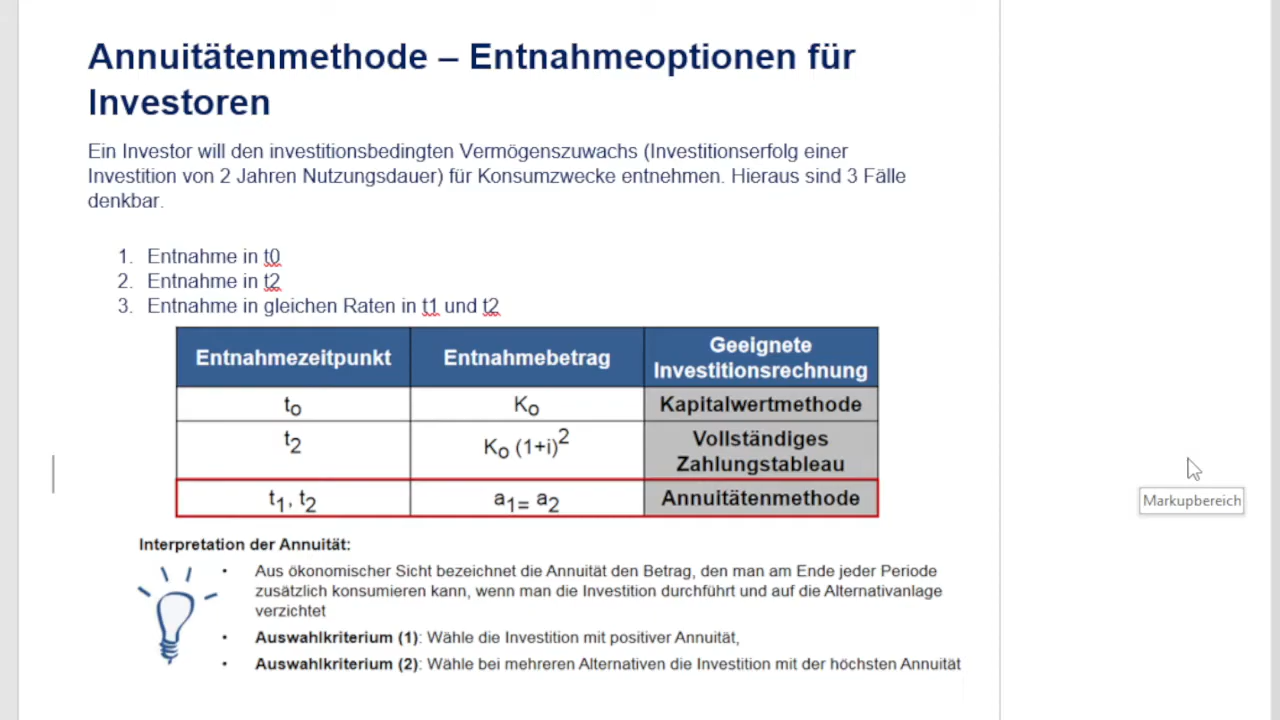 Annuitätenmethode – Entnahmeoptionen für
Investoren
Ein Investor will den investitionsbedingten Vermögenszuwachs (Investitionserfolg einer
Investition von 2 Jahren Nutzungsdauer) für Konsumzwecke entnehmen. Hieraus sind 3 Fälle
denkbar.
1. Entnahme in t0
2. Entnahme in t2
3. Entnahme in gleichen Raten in t1 und t2
Entnahmezeitpunkt Entnahmebetrag Geeignete
Investitionsrechnung
t₀ K₀ Kapitalwertmethode
t₂ K₀ (1+i)² Vollständiges
Zahlungstableau
t₁, t₂ a₁₌ a₂ Annuitätenmethode
Markupbereich
Interpretation der Annuität:
• Aus ökonomischer Sicht bezeichnet die Annuität den Betrag, den man am Ende jeder Periode
zusätzlich konsumieren kann, wenn man die Investition durchführt und auf die Alternativanlage
verzichtet
• Auswahlkriterium (1): Wähle die Investition mit positiver Annuität,
• Auswahlkriterium (2): Wähle bei mehreren Alternativen die Investition mit der höchsten Annuität